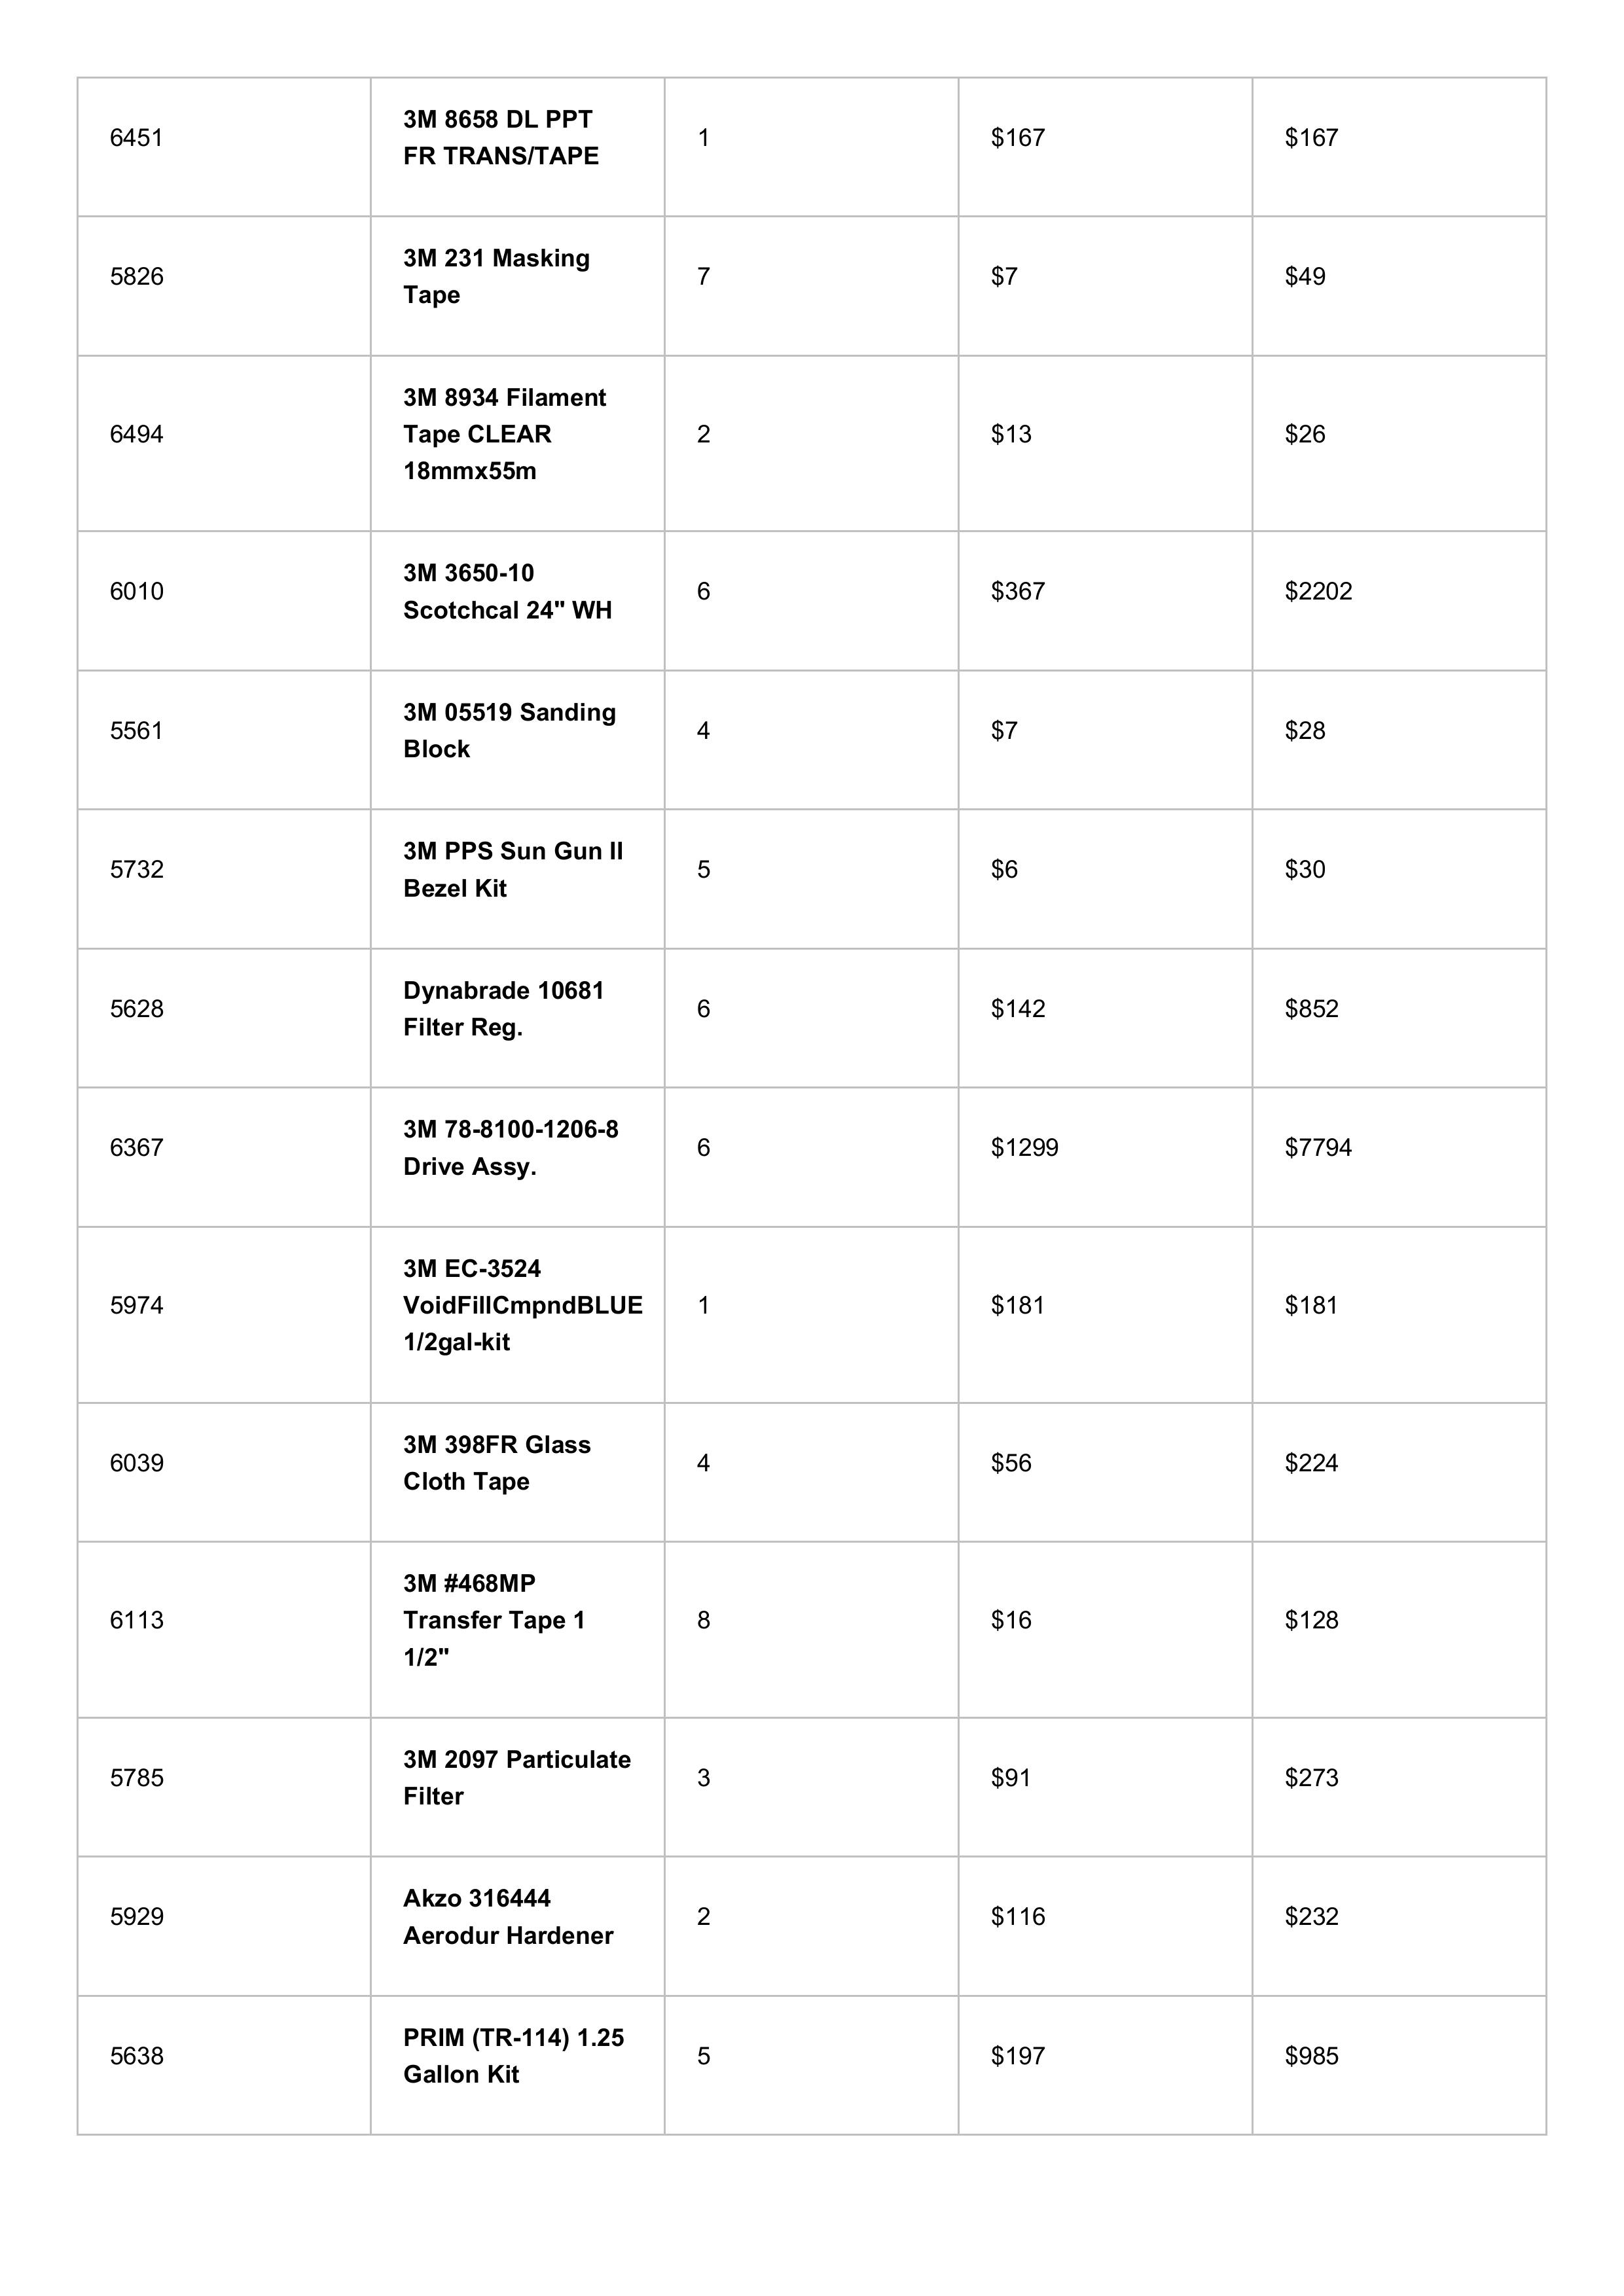 6451
3M 8658 DL PPT
FR TRANS/TAPE
1
$167
$167
5826
3M 231 Masking
Tape
7
$7
$49
6494
3M 8934 Filament
Tape CLEAR
18mmx55m
2
$13
$26
6010
3M 3650-10
Scotchcal 24" WH
6
$367
$2202
5561
3M 05519 Sanding
Block
4
$7
$28
5732
3M PPS Sun Gun II
Bezel Kit
5
$6
$30
5628
Dynabrade 10681
Filter Reg.
6
$142
$852
6367
3M 78-8100-1206-8
Drive Assy.
6
$1299
$7794
5974
3M EC-3524
VoidFillCmpndBLUE
1/2gal-kit
1
$181
$181
6039
3M 398FR Glass
Cloth Tape
4
$56
$224
6113
3M #468MP
Transfer Tape 1
1/2"
8
$16
$128
5785
3M 2097 Particulate
Filter
3
$91
$273
5929
Akzo 316444
Aerodur Hardener
2
$116
$232
5638
PRIM (TR-114) 1.25
Gallon Kit
5
$197
$985